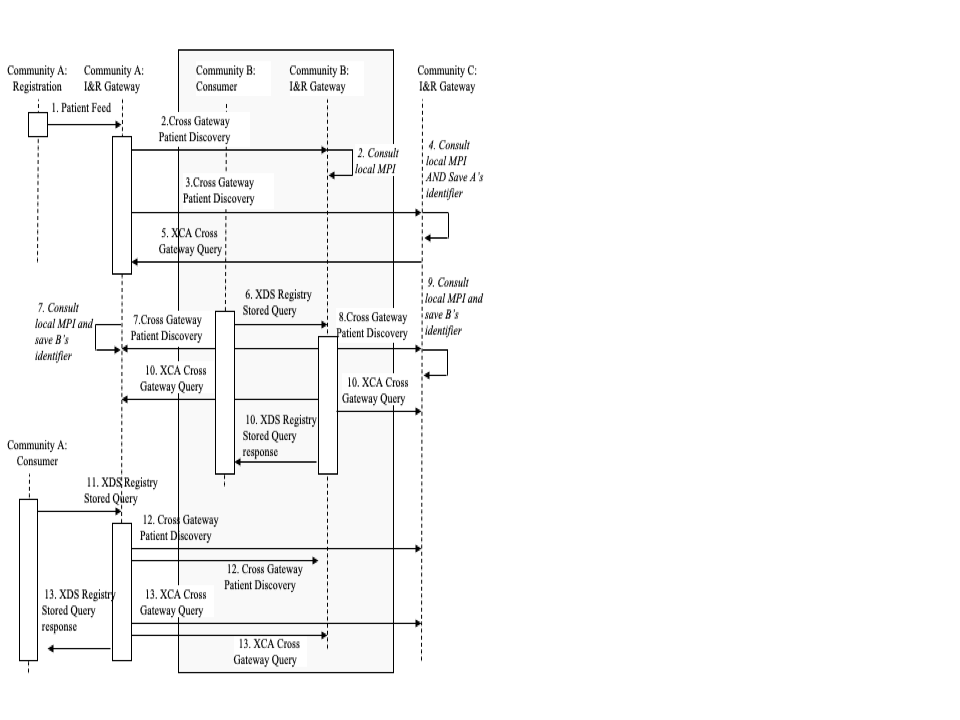 Community A:
Registration
Community A:
I&R Gateway
Community B:
Consumer
Community B:
I&R Gateway
Community C:
I&R Gateway
1. Patient Feed
2.Cross Gateway
Patient Discovery
2. Consult
local MPI
4. Consult
local MPI
AND Save A's
identifier
3.Cross Gateway
Patient Discovery
5. XCA Cross
Gateway Query
9. Consult
local MPI and
save B's
identifier
6. XDS Registry
Stored Query
7. Consult
local MPI and
save B's
identifier
7.Cross Gateway
Patient Discovery
8.Cross Gateway
Patient Discovery
10. XCA Cross
Gateway Query
10. XCA Cross
Gateway Query
10. XDS Registry
Stored Query
response
Community A:
Consumer
11. XDS Registry
Stored Query
12. Cross Gateway
Patient Discovery
12. Cross Gateway
Patient Discovery
13. XDS Registry
Stored Query
response
13. XCA Cross
Gateway Query
13. XCA Cross
Gateway Query